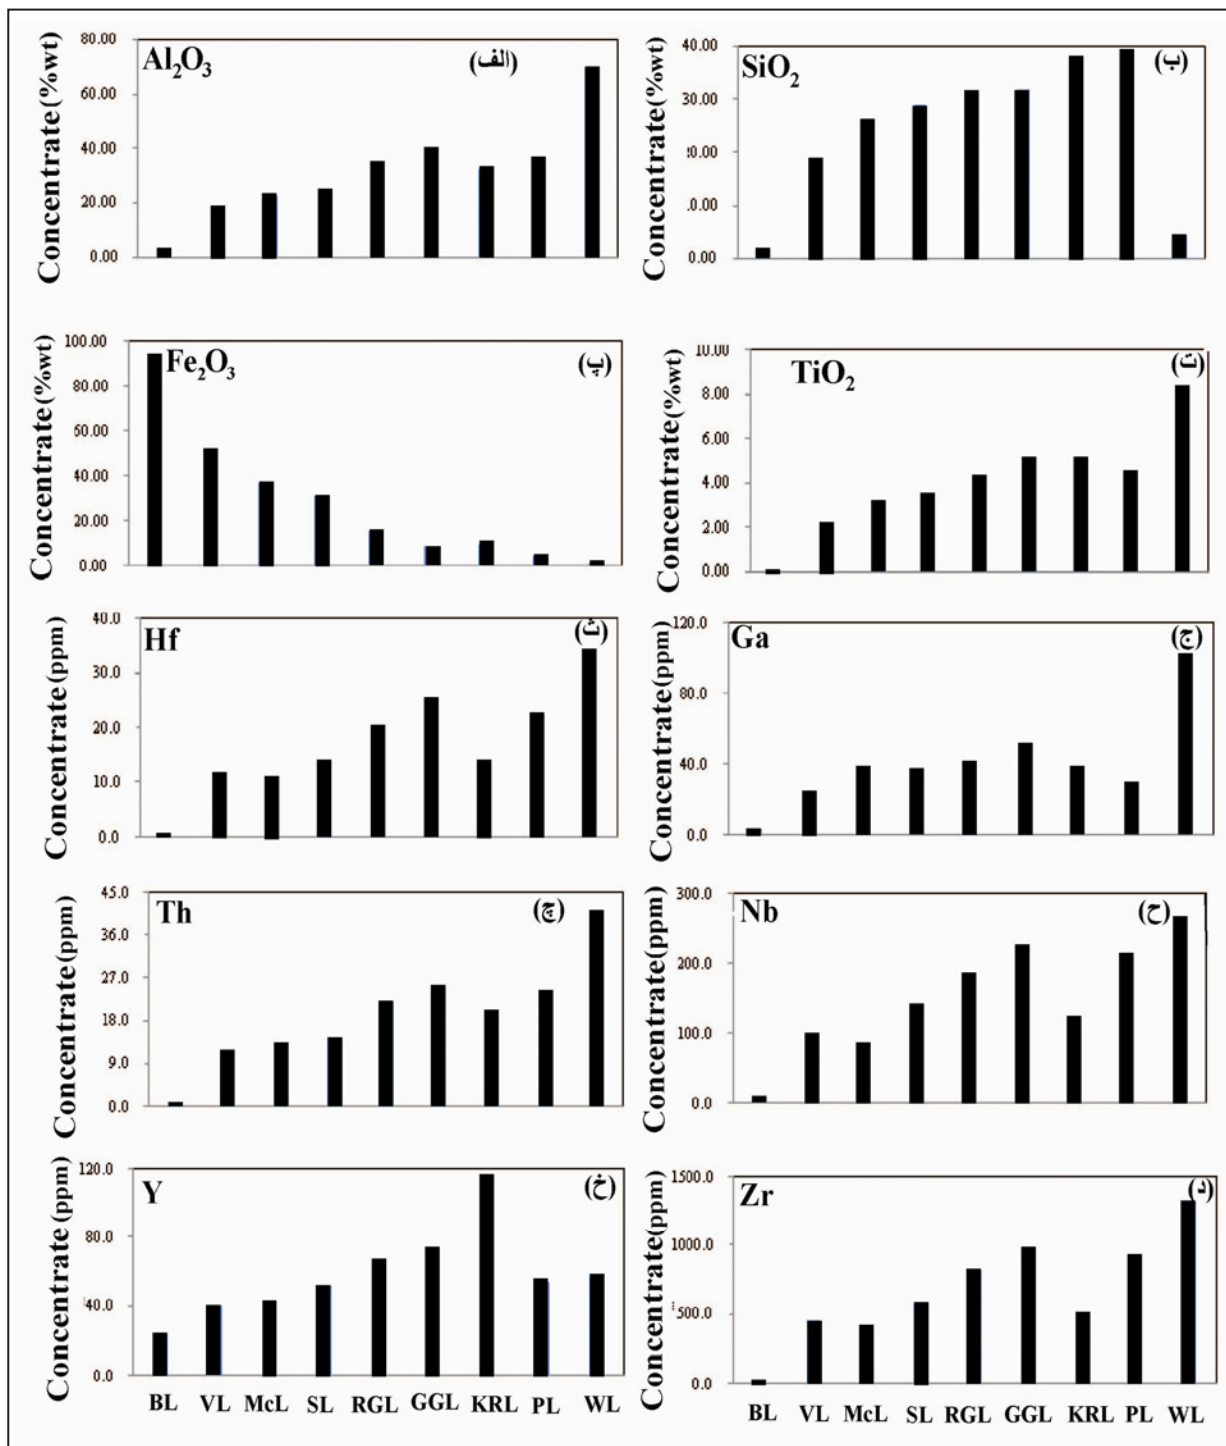 Al₂O₃
(الف)
Concentrate(%wt)
80.00
60.00
40.00
20.00
0.00
SiO₂
(ب)
Concentrate(%wt)
40.00
30.00
0.00
0.00
0.00
Fe₂O₃
(پ)
Concentrate(%wt)
100.00
80.00
60.00
40.00
20.00
0.00
TiO₂
(ت)
Concentrate(%wt)
10.00
8.00
6.00
4.00
2.00
0.00
Hf
(ث)
Concentrate(ppm)
40.0
30.0
20.0
10.0
0.0
Ga
(ج)
Concentrate(ppm)
120.0
80.0
40.0
0.0
Th
(چ)
Concentrate(ppm)
45.0
36.0
27.0
18.0
9.0
0.0
Nb
(ح)
Concentrate(ppm)
300.0
200.0
100.0
0.0
Y
(خ)
Concentrate(ppm)
120.0
80.0
40.0
0.0
BL VL McL SL RGL GGL KRL PL WL
Zr
(د)
Concentrate(ppm)
1500.0
1000.0
500.0
0.0
BL VL McL SL RGL GGL KRL PL WL